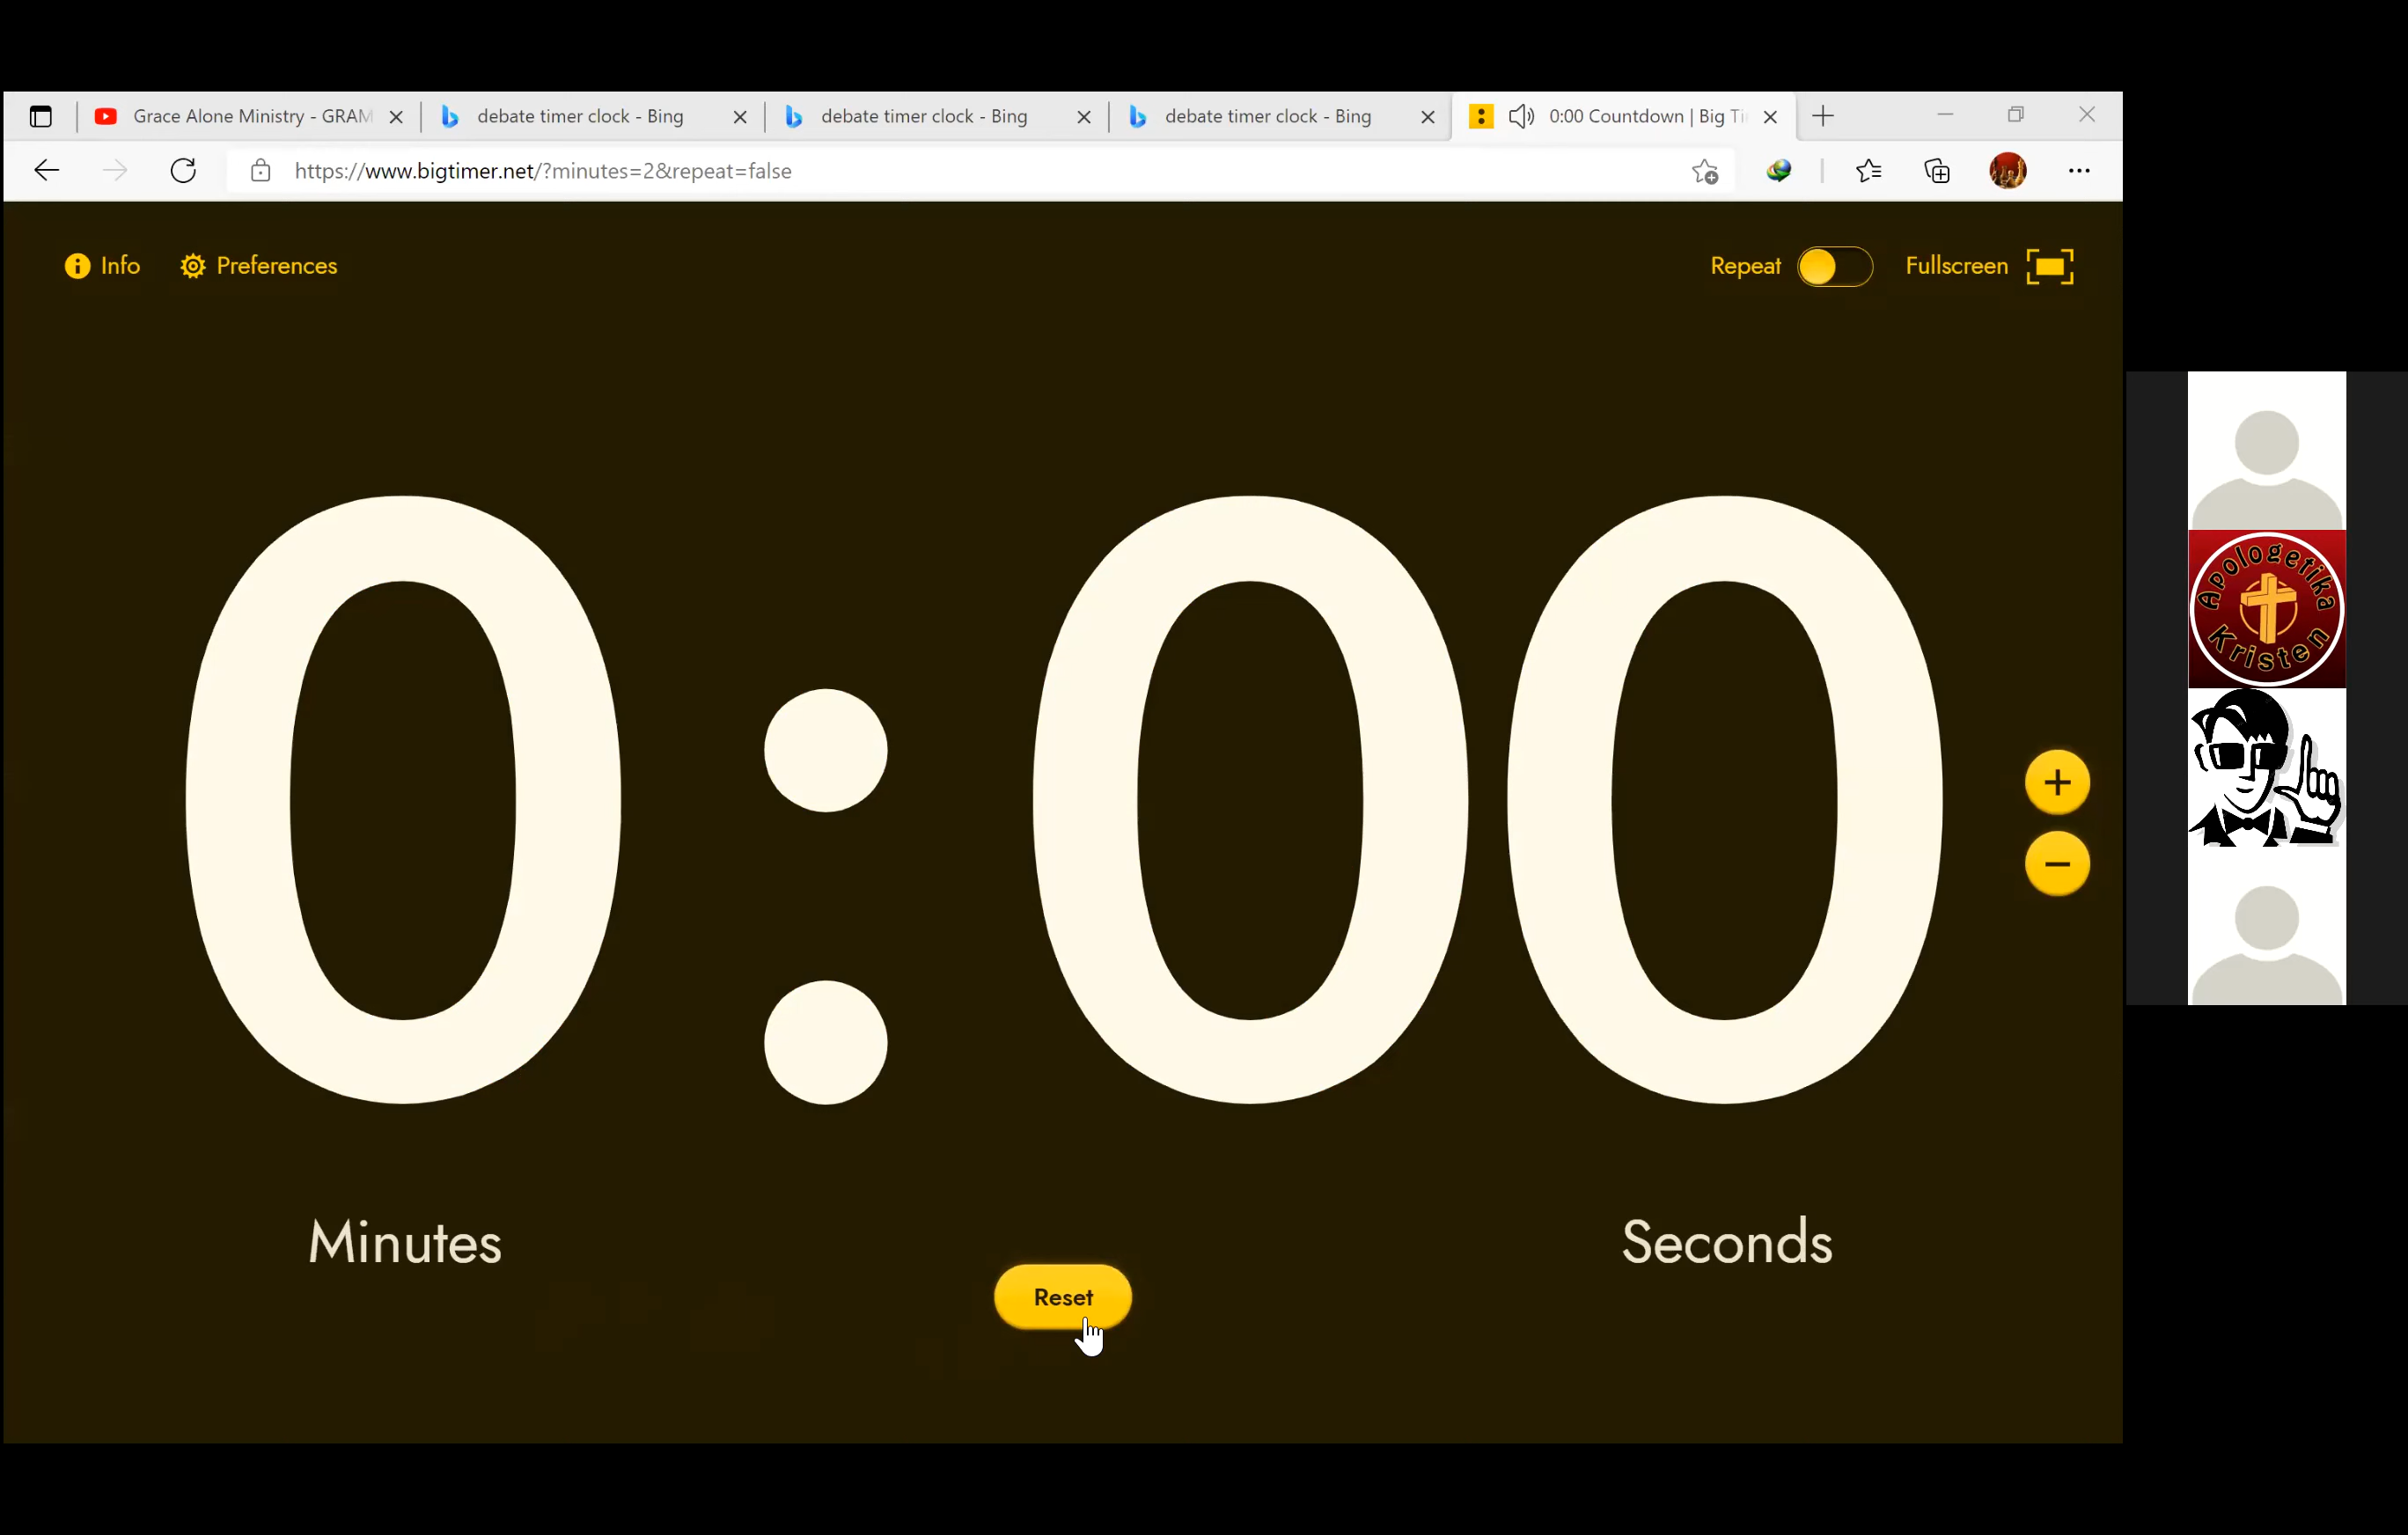 Grace Alone Ministry - GRAM
debate timer clock - Bing
debate timer clock - Bing
debate timer clock - Bing
0:00 Countdown | Big Ti
https://www.bigtimer.net/?minutes=2&repeat=false
Info
Preferences
Repeat
Fullscreen
Apologetika
Kristen
0:00
Minutes
Seconds
Reset